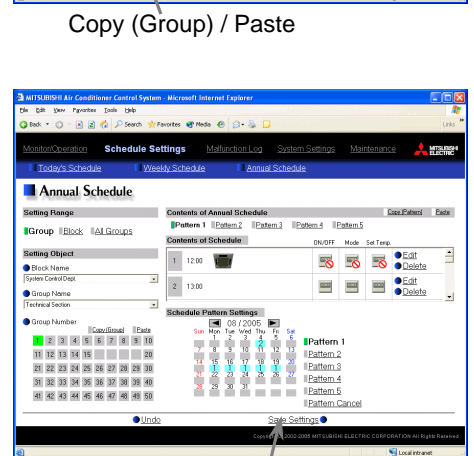 Copy (Group) / Paste
MITSUBISHI Air Conditioner Control System - Microsoft Internet Explorer
File Edit View Favorites Tools Help
Back Search Favorites Media Links
Monitor/Operation Schedule Settings Malfunction Log System Settings Maintenance MITSUBISHI ELECTRIC
Today's Schedule Weekly Schedule Annual Schedule
Annual Schedule
Setting Range
Group Block All Groups
Setting Object
Block Name
System Control Dept.
Group Name
Technical Section
Group Number
Copy(Group) Paste
1 2 3 4 5 6 7 8 9 10
11 12 13 14 15 20
21 22 23 24 25 26 27 28 29 30
31 32 33 34 35 36 37 38 39 40
41 42 43 44 45 46 47 48 49 50
Contents of Annual Schedule Copy(Pattern) Paste
Pattern 1 Pattern 2 Pattern 3 Pattern 4 Pattern 5
Contents of Schedule ON/OFF Mode Set Temp.
1 12:00 Edit
Delete
2 13:00 Edit
Delete
Schedule Pattern Settings
08 / 2005
Sun Mon Tue Wed Thu Fri Sat
1 2 3 4 5 6
2
7 8 9 10 11 12 13
14 15 16 17 18 19 20
1 1 1 1 1
21 22 23 24 25 26 27
28 29 30 31
Pattern 1
Pattern 2
Pattern 3
Pattern 4
Pattern 5
Pattern Cancel
Undo Save Settings
Copyright 2002-2005 MITSUBISHI ELECTRIC CORPORATION All Rights Reserved
Local intranet